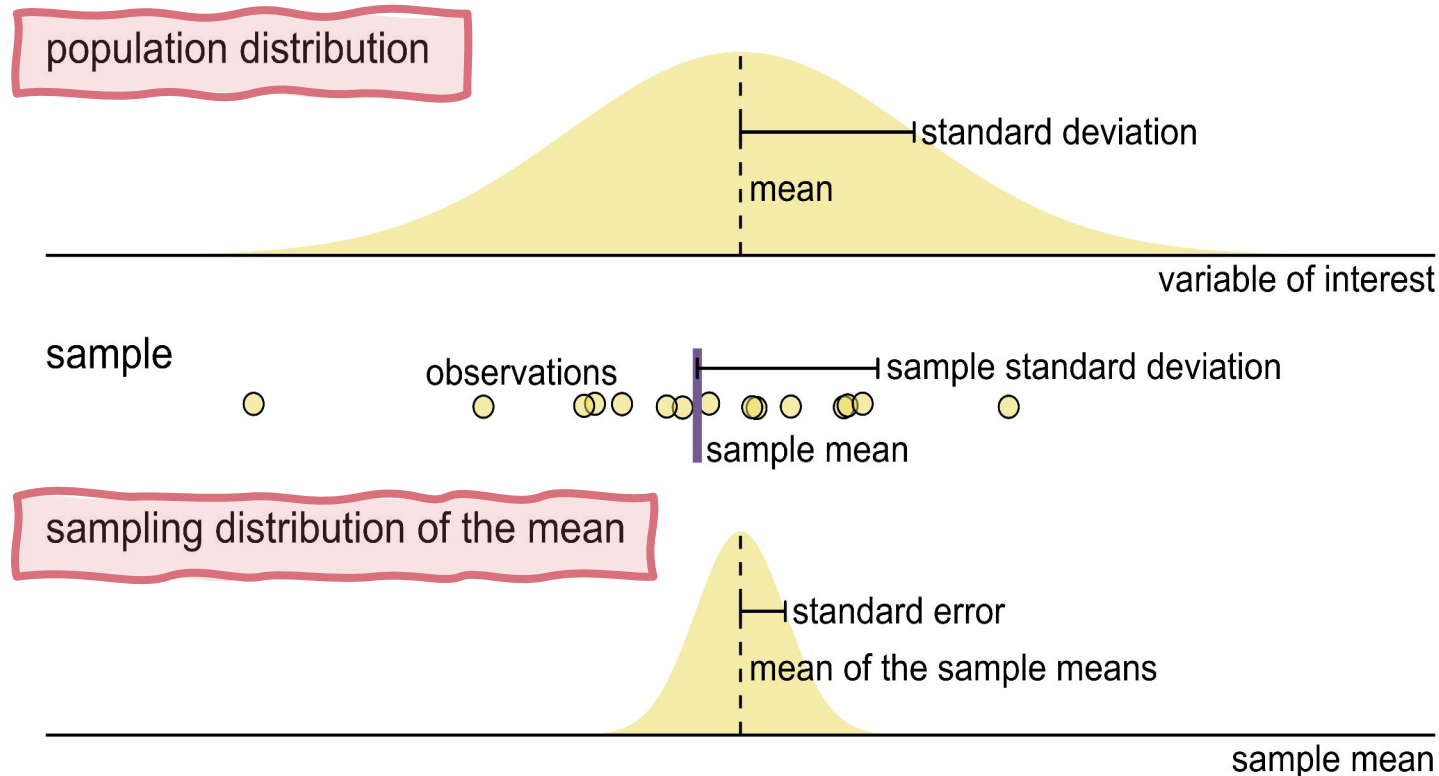 population distribution
standard deviation
mean
variable of interest
sample
observations
sample standard deviation
sample mean
sampling distribution of the mean
standard error
mean of the sample means
sample mean